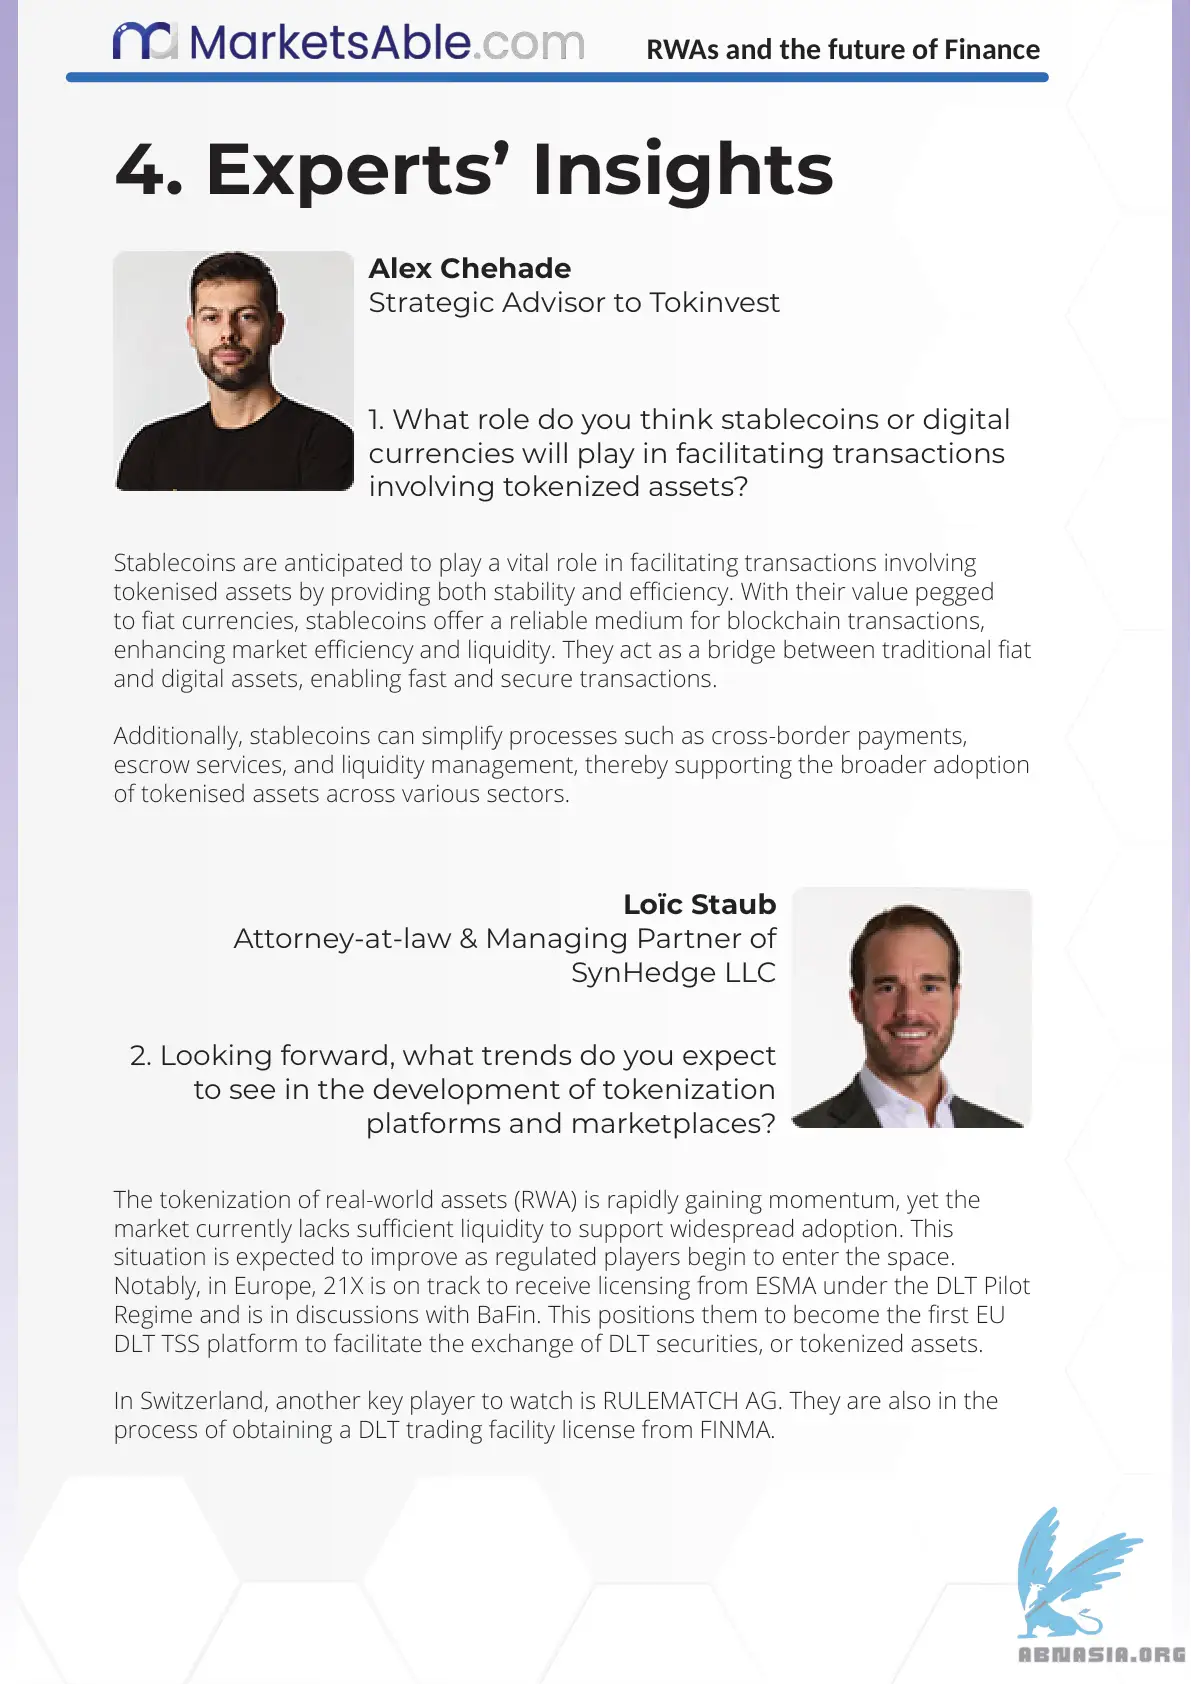 MarketsAble.com
RWAs and the future of Finance
4. Experts’ Insights
Alex Chehade
Strategic Advisor to Tokinvest
1. What role do you think stablecoins or digital
currencies will play in facilitating transactions
involving tokenized assets?
Stablecoins are anticipated to play a vital role in facilitating transactions involving
tokenised assets by providing both stability and efficiency. With their value pegged
to fiat currencies, stablecoins offer a reliable medium for blockchain transactions,
enhancing market efficiency and liquidity. They act as a bridge between traditional fiat
and digital assets, enabling fast and secure transactions.
Additionally, stablecoins can simplify processes such as cross-border payments,
escrow services, and liquidity management, thereby supporting the broader adoption
of tokenised assets across various sectors.
Loïc Staub
Attorney-at-law & Managing Partner of
SynHedge LLC
2. Looking forward, what trends do you expect
to see in the development of tokenization
platforms and marketplaces?
The tokenization of real-world assets (RWA) is rapidly gaining momentum, yet the
market currently lacks sufficient liquidity to support widespread adoption. This
situation is expected to improve as regulated players begin to enter the space.
Notably, in Europe, 21X is on track to receive licensing from ESMA under the DLT Pilot
Regime and is in discussions with BaFin. This positions them to become the first EU
DLT TSS platform to facilitate the exchange of DLT securities, or tokenized assets.
In Switzerland, another key player to watch is RULEMATCH AG. They are also in the
process of obtaining a DLT trading facility license from FINMA.
ABNASIA.ORG